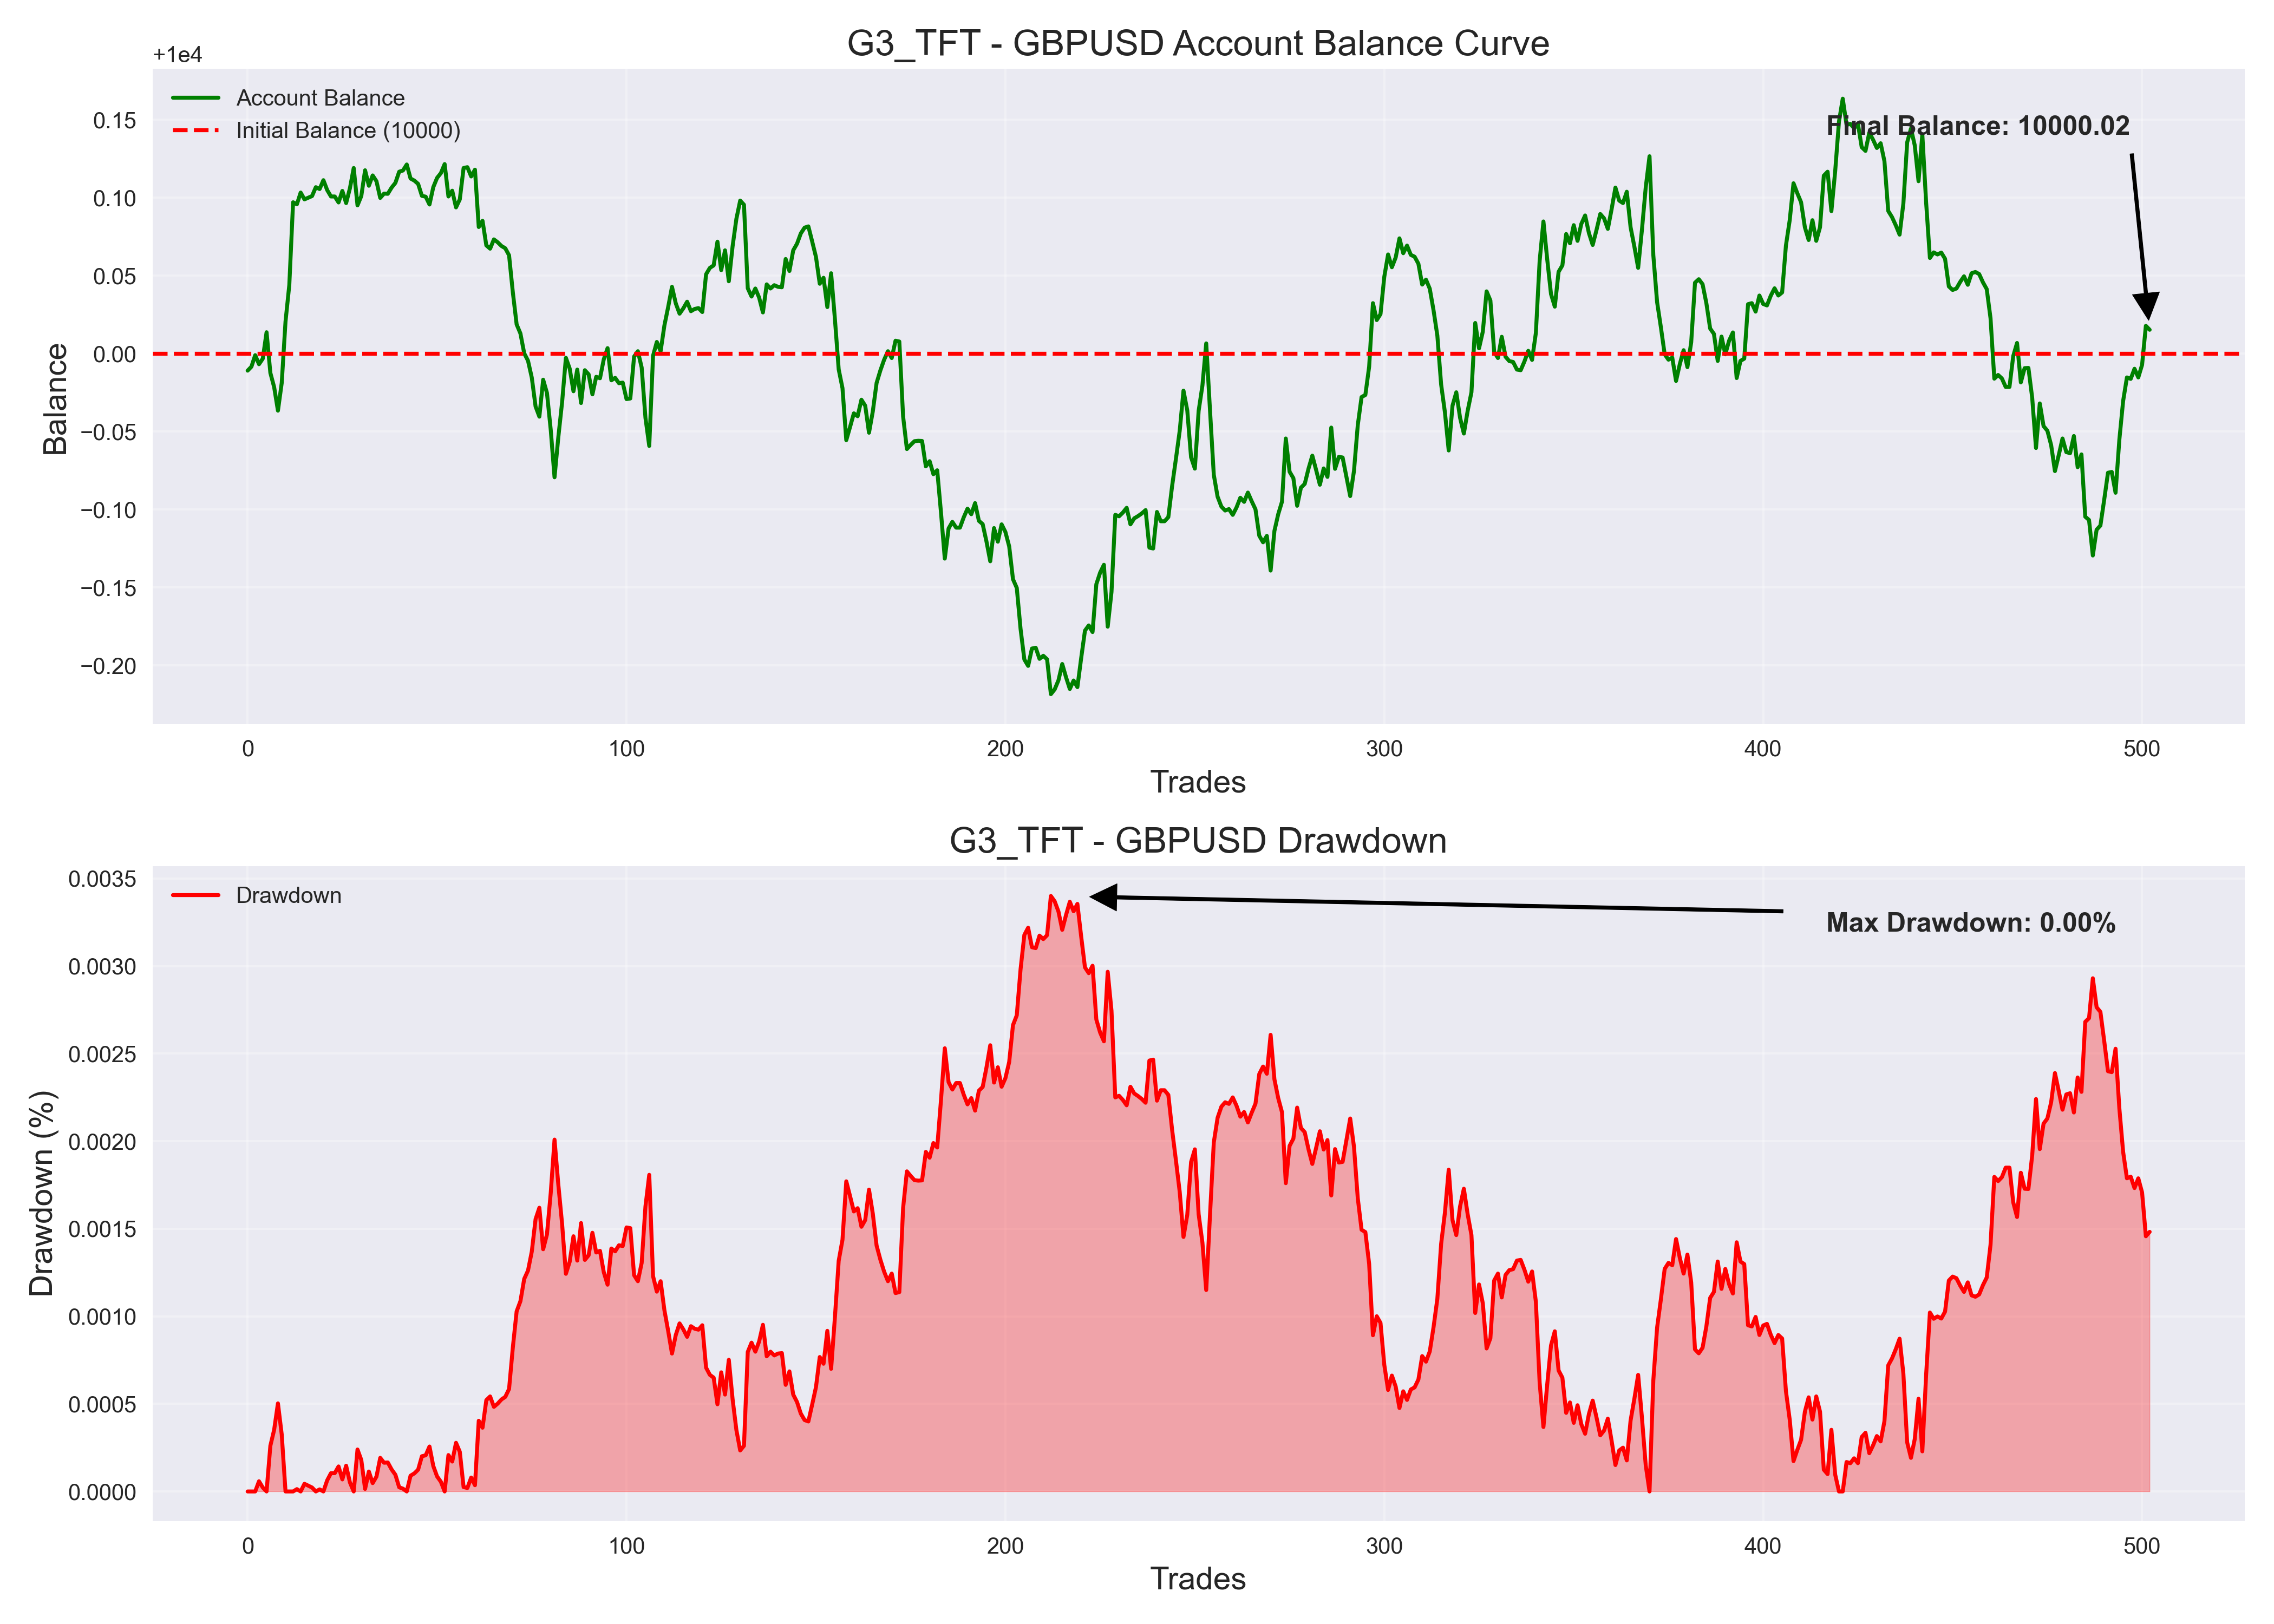 G3_TFT - GBPUSD Account Balance Curve
+1e4
Account Balance
Initial Balance (10000)
Final Balance: 10000.02
0.15
0.10
0.05
0.00
−0.05
−0.10
−0.15
−0.20
Balance
0 100 200 300 400 500
Trades
G3_TFT - GBPUSD Drawdown
Drawdown
Max Drawdown: 0.00%
0.0035
0.0030
0.0025
0.0020
0.0015
0.0010
0.0005
0.0000
Drawdown (%)
0 100 200 300 400 500
Trades